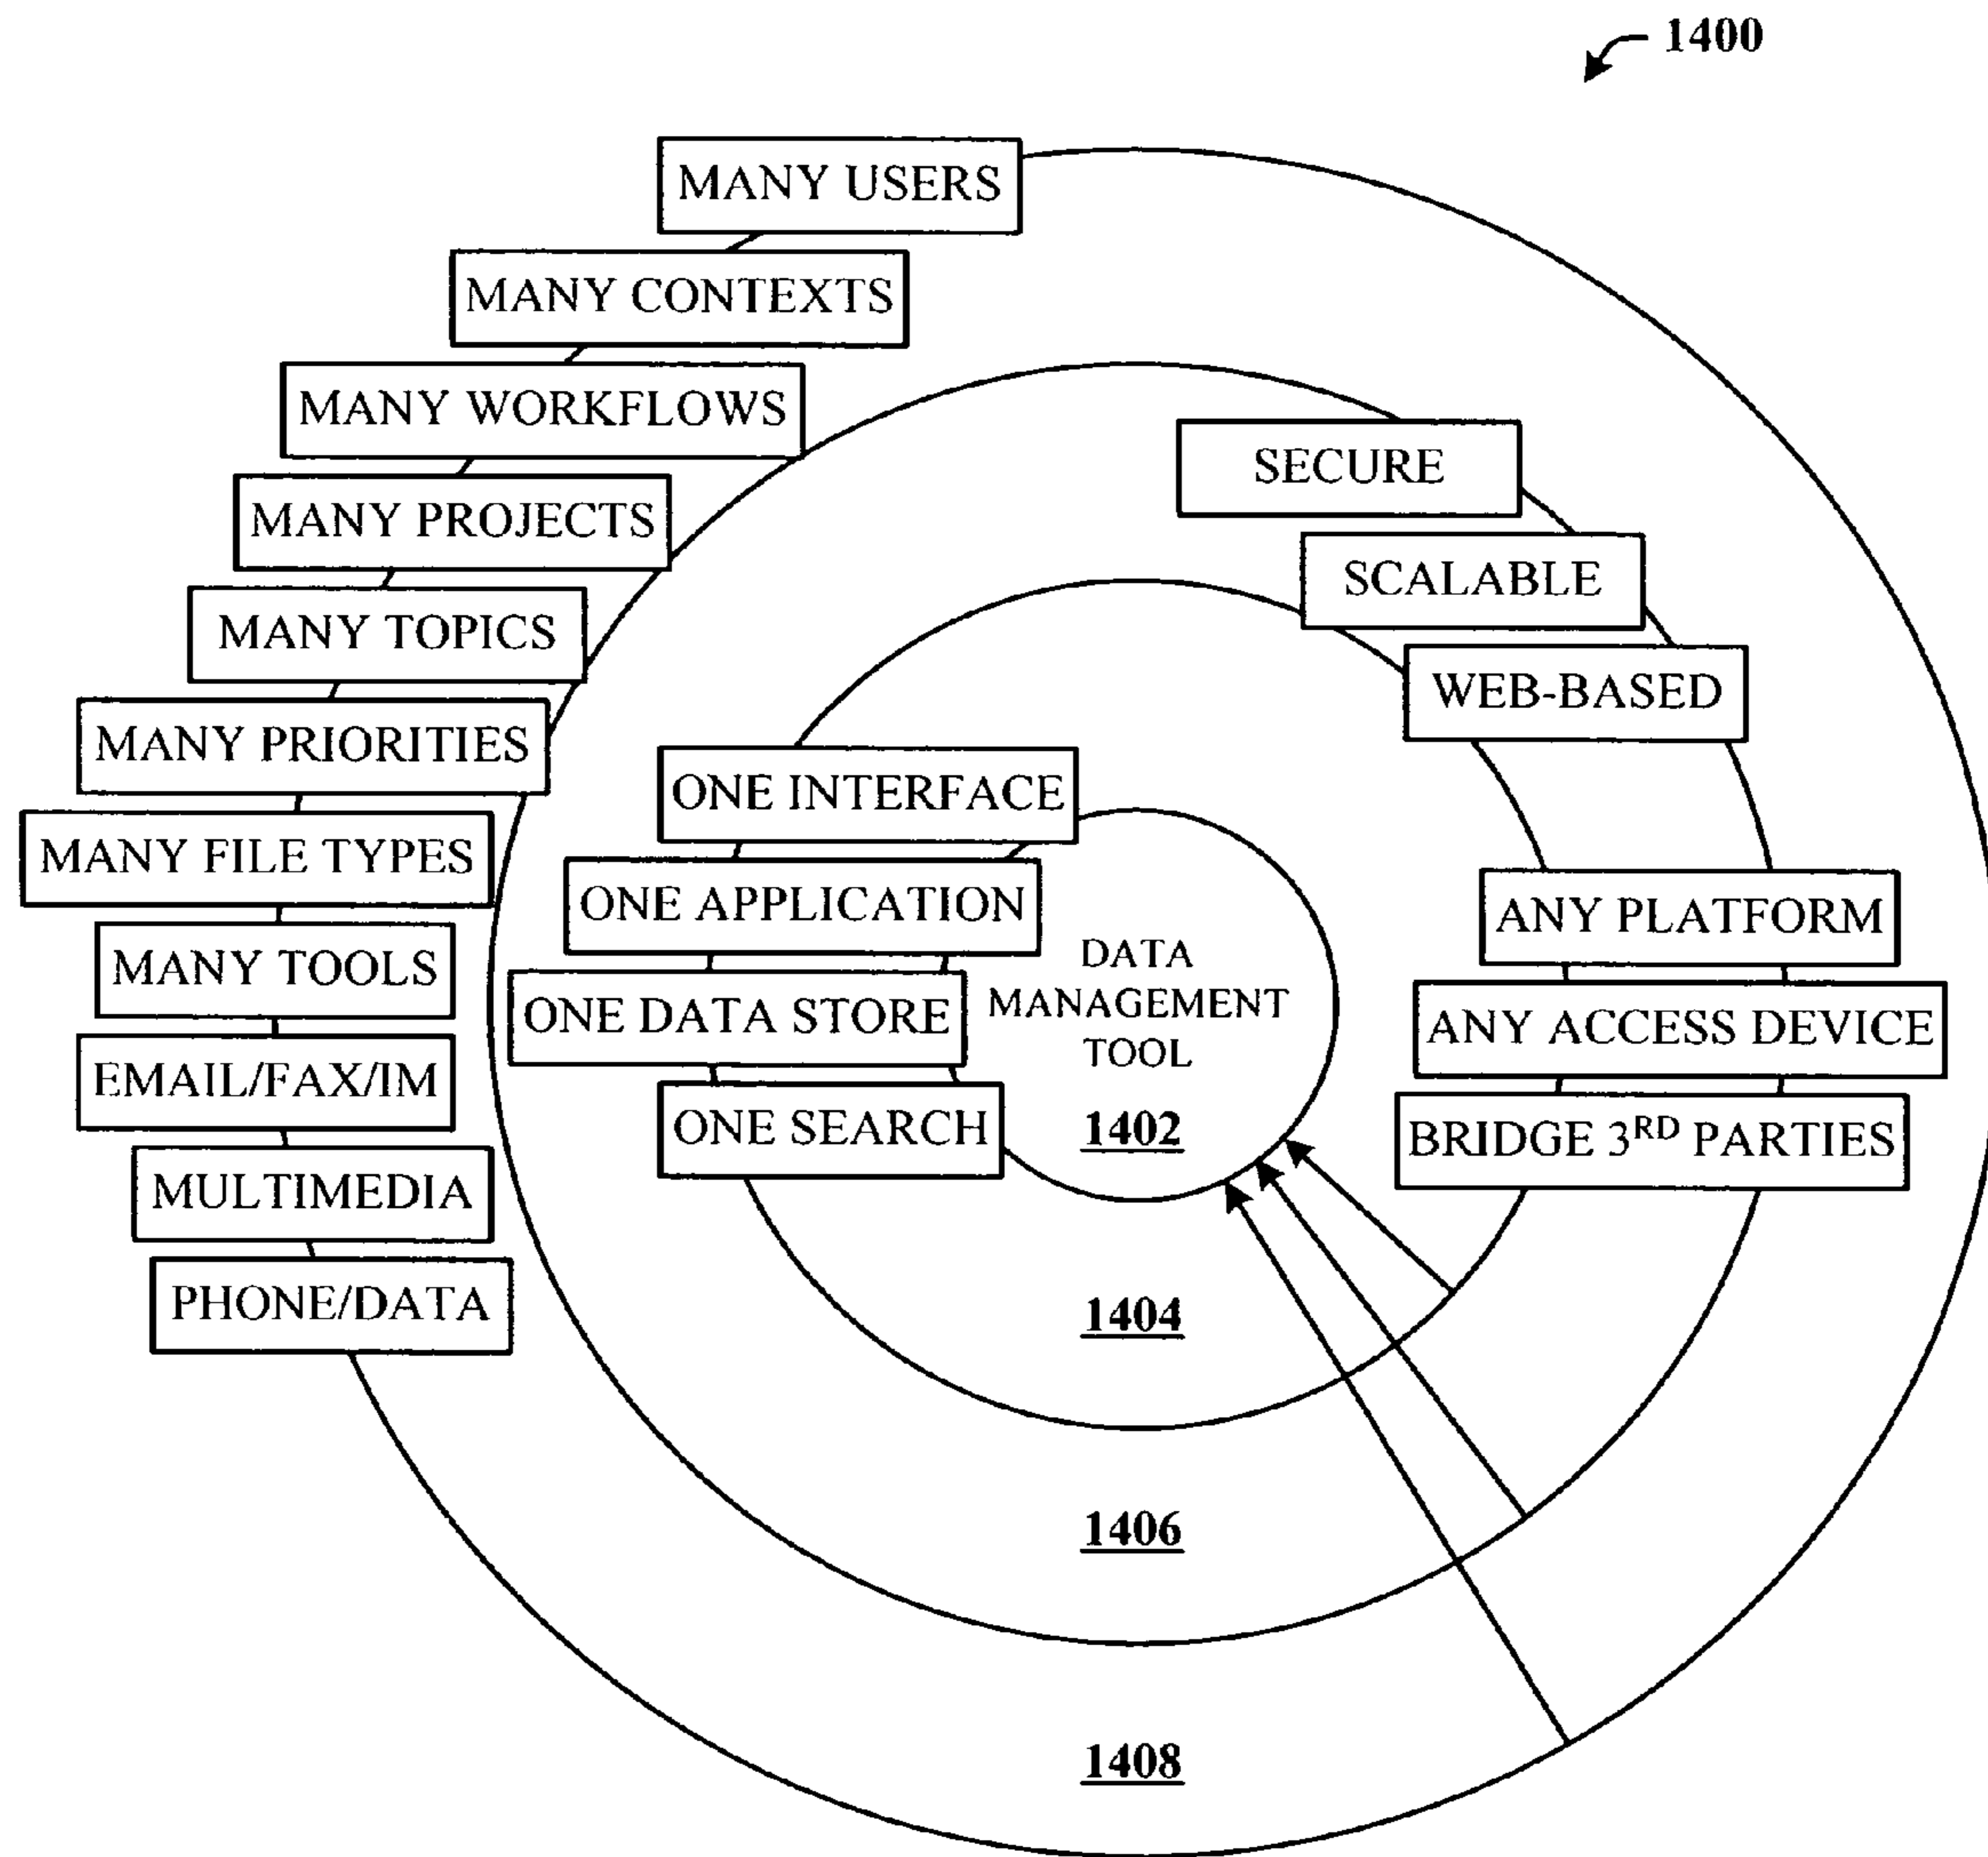 1400
MANY USERS
MANY CONTEXTS
MANY WORKFLOWS
MANY PROJECTS
MANY TOPICS
MANY PRIORITIES
MANY FILE TYPES
MANY TOOLS
EMAIL/FAX/IM
MULTIMEDIA
PHONE/DATA
ONE INTERFACE
ONE APPLICATION
ONE DATA STORE
ONE SEARCH
DATA
MANAGEMENT
TOOL
1402
SECURE
SCALABLE
WEB-BASED
ANY PLATFORM
ANY ACCESS DEVICE
BRIDGE 3RD PARTIES
1404
1406
1408